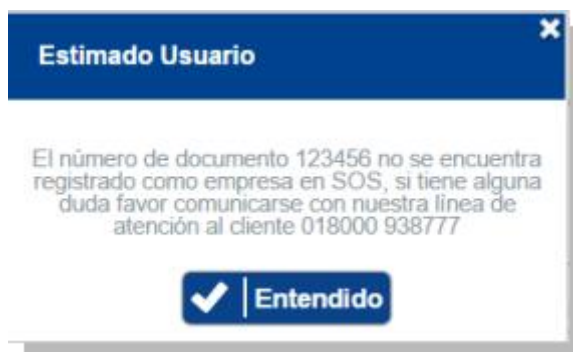 Estimado Usuario
El número de documento 123456 no se encuentra
registrado como empresa en SOS, si tiene alguna
duda favor comunicarse con nuestra línea de
atención al cliente 018000 938777
Entendido